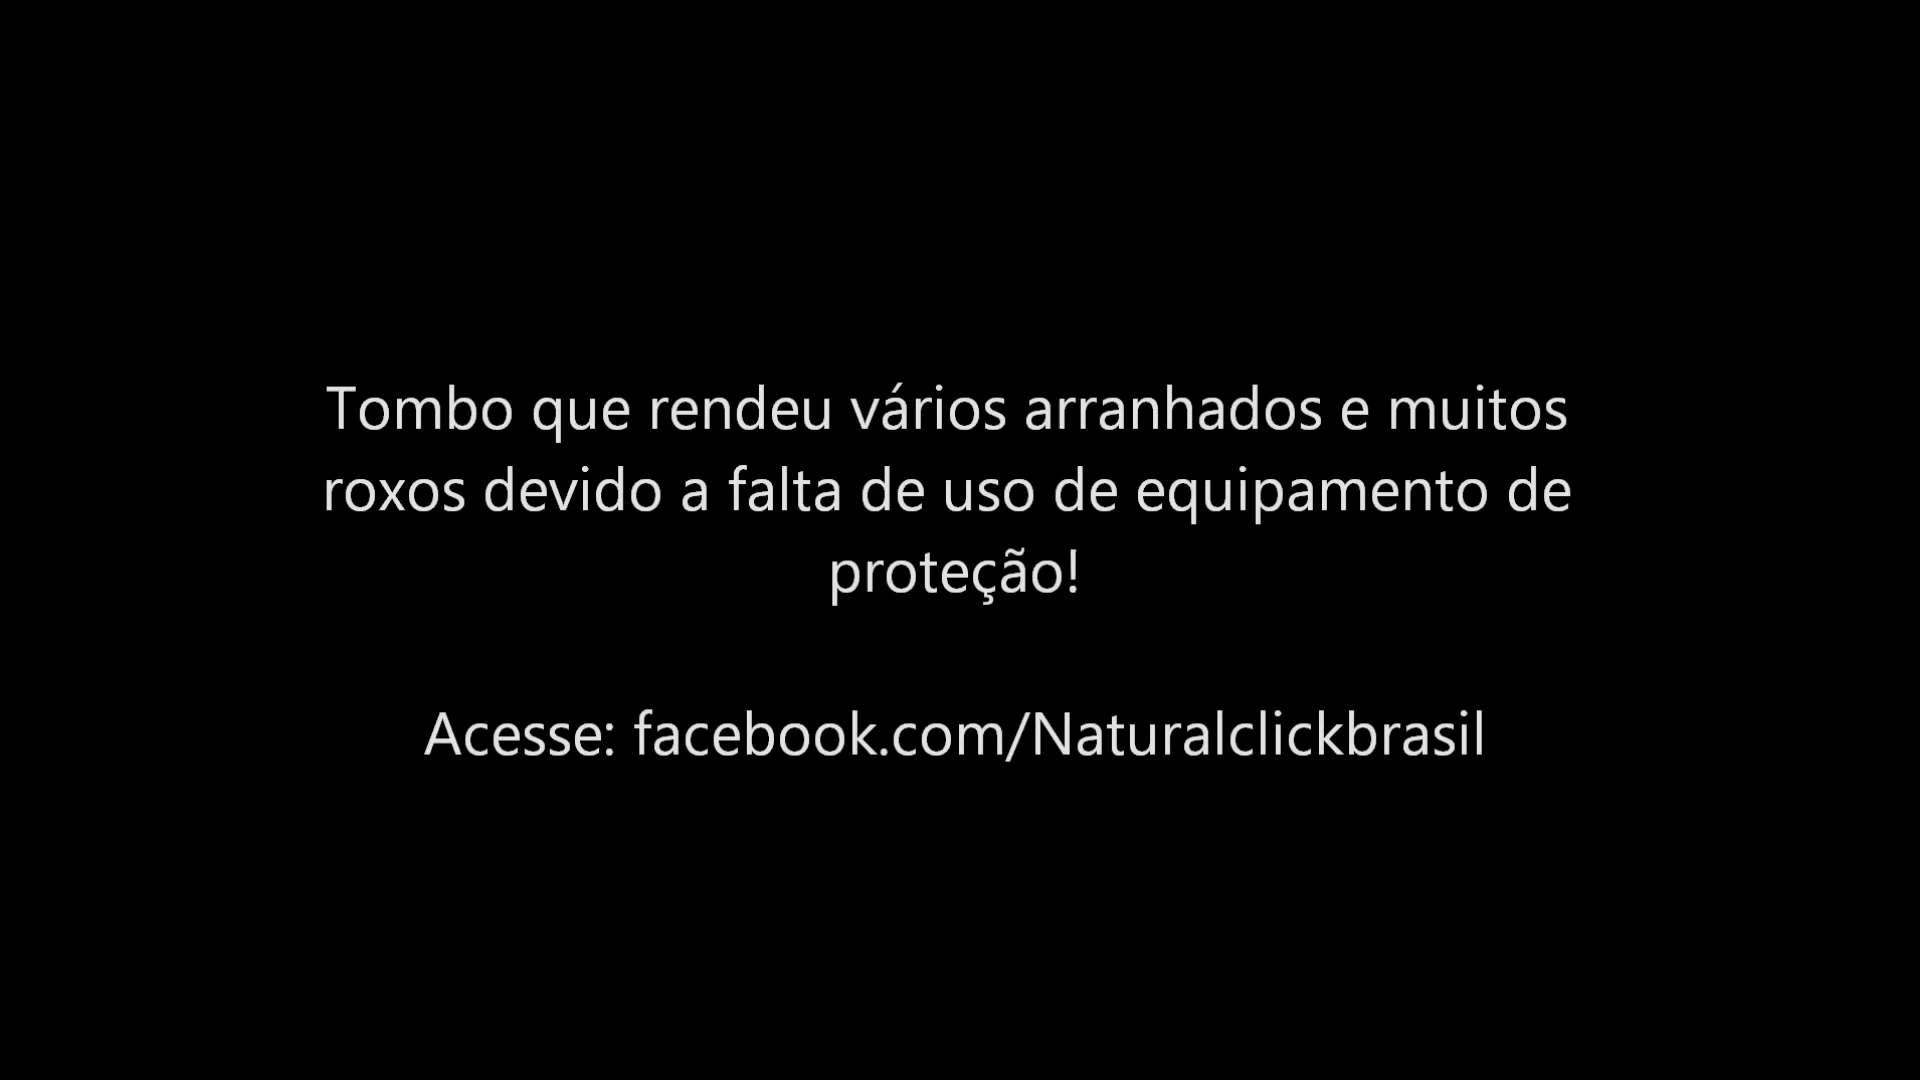 Tombo que rendeu vários arranhados e muitos
roxos devido a falta de uso de equipamento de
proteção!
Acesse: facebook.com/Naturalclickbrasil